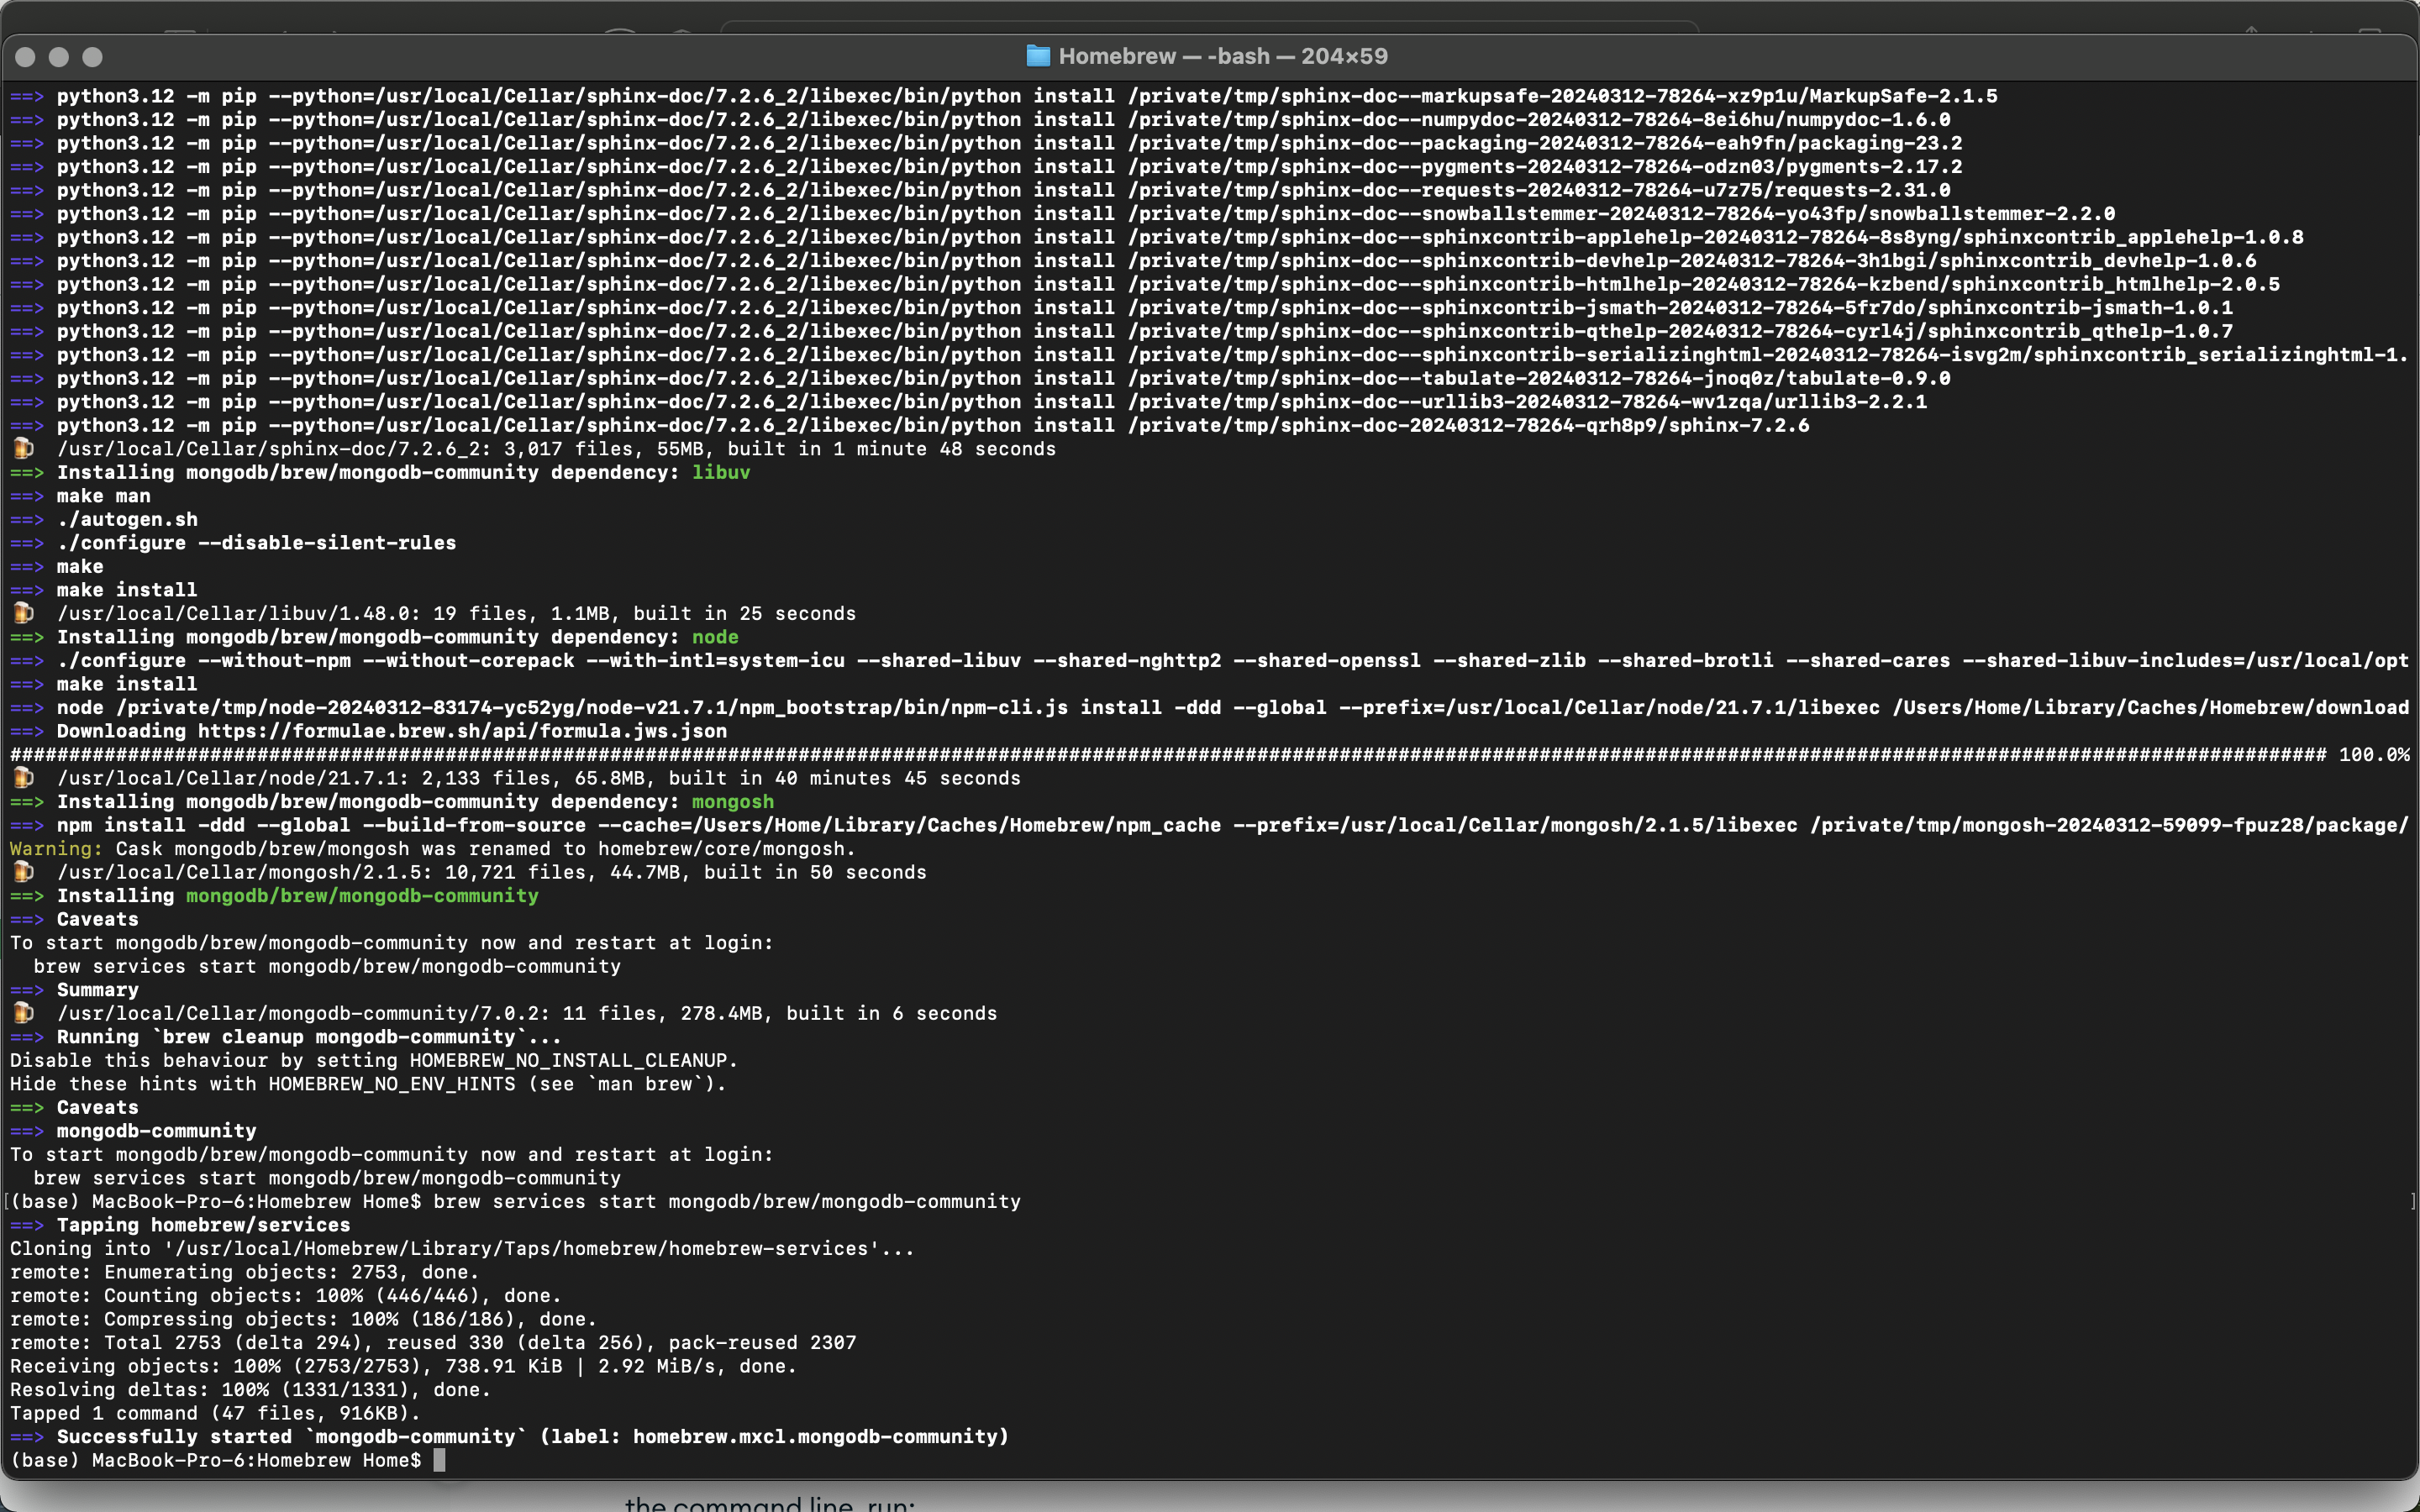 Homebrew — -bash — 204×59
==> python3.12 -m pip --python=/usr/local/Cellar/sphinx-doc/7.2.6_2/libexec/bin/python install /private/tmp/sphinx-doc--markupsafe-20240312-78264-xz9p1u/MarkupSafe-2.1.5
==> python3.12 -m pip --python=/usr/local/Cellar/sphinx-doc/7.2.6_2/libexec/bin/python install /private/tmp/sphinx-doc--numpydoc-20240312-78264-8ei6hu/numpydoc-1.6.0
==> python3.12 -m pip --python=/usr/local/Cellar/sphinx-doc/7.2.6_2/libexec/bin/python install /private/tmp/sphinx-doc--packaging-20240312-78264-eah9fn/packaging-23.2
==> python3.12 -m pip --python=/usr/local/Cellar/sphinx-doc/7.2.6_2/libexec/bin/python install /private/tmp/sphinx-doc--pygments-20240312-78264-odzn03/pygments-2.17.2
==> python3.12 -m pip --python=/usr/local/Cellar/sphinx-doc/7.2.6_2/libexec/bin/python install /private/tmp/sphinx-doc--requests-20240312-78264-u7z75/requests-2.31.0
==> python3.12 -m pip --python=/usr/local/Cellar/sphinx-doc/7.2.6_2/libexec/bin/python install /private/tmp/sphinx-doc--snowballstemmer-20240312-78264-yo43fp/snowballstemmer-2.2.0
==> python3.12 -m pip --python=/usr/local/Cellar/sphinx-doc/7.2.6_2/libexec/bin/python install /private/tmp/sphinx-doc--sphinxcontrib-applehelp-20240312-78264-8s8yng/sphinxcontrib_applehelp-1.0.8
==> python3.12 -m pip --python=/usr/local/Cellar/sphinx-doc/7.2.6_2/libexec/bin/python install /private/tmp/sphinx-doc--sphinxcontrib-devhelp-20240312-78264-3h1bgi/sphinxcontrib_devhelp-1.0.6
==> python3.12 -m pip --python=/usr/local/Cellar/sphinx-doc/7.2.6_2/libexec/bin/python install /private/tmp/sphinx-doc--sphinxcontrib-htmlhelp-20240312-78264-kzbend/sphinxcontrib_htmlhelp-2.0.5
==> python3.12 -m pip --python=/usr/local/Cellar/sphinx-doc/7.2.6_2/libexec/bin/python install /private/tmp/sphinx-doc--sphinxcontrib-jsmath-20240312-78264-5fr7do/sphinxcontrib-jsmath-1.0.1
==> python3.12 -m pip --python=/usr/local/Cellar/sphinx-doc/7.2.6_2/libexec/bin/python install /private/tmp/sphinx-doc--sphinxcontrib-qthelp-20240312-78264-cyrl4j/sphinxcontrib_qthelp-1.0.7
==> python3.12 -m pip --python=/usr/local/Cellar/sphinx-doc/7.2.6_2/libexec/bin/python install /private/tmp/sphinx-doc--sphinxcontrib-serializinghtml-20240312-78264-isvg2m/sphinxcontrib_serializinghtml-1.
==> python3.12 -m pip --python=/usr/local/Cellar/sphinx-doc/7.2.6_2/libexec/bin/python install /private/tmp/sphinx-doc--tabulate-20240312-78264-jnoq0z/tabulate-0.9.0
==> python3.12 -m pip --python=/usr/local/Cellar/sphinx-doc/7.2.6_2/libexec/bin/python install /private/tmp/sphinx-doc--urllib3-20240312-78264-wv1zqa/urllib3-2.2.1
==> python3.12 -m pip --python=/usr/local/Cellar/sphinx-doc/7.2.6_2/libexec/bin/python install /private/tmp/sphinx-doc-20240312-78264-qrh8p9/sphinx-7.2.6
🍺  /usr/local/Cellar/sphinx-doc/7.2.6_2: 3,017 files, 55MB, built in 1 minute 48 seconds
==> Installing mongodb/brew/mongodb-community dependency: libuv
==> make man
==> ./autogen.sh
==> ./configure --disable-silent-rules
==> make
==> make install
🍺  /usr/local/Cellar/libuv/1.48.0: 19 files, 1.1MB, built in 25 seconds
==> Installing mongodb/brew/mongodb-community dependency: node
==> ./configure --without-npm --without-corepack --with-intl=system-icu --shared-libuv --shared-nghttp2 --shared-openssl --shared-zlib --shared-brotli --shared-cares --shared-libuv-includes=/usr/local/opt
==> make install
==> node /private/tmp/node-20240312-83174-yc52yg/node-v21.7.1/npm_bootstrap/bin/npm-cli.js install -ddd --global --prefix=/usr/local/Cellar/node/21.7.1/libexec /Users/Home/Library/Caches/Homebrew/download
==> Downloading https://formulae.brew.sh/api/formula.jws.json
##################################################################################################################################################################################################### 100.0%
🍺  /usr/local/Cellar/node/21.7.1: 2,133 files, 65.8MB, built in 40 minutes 45 seconds
==> Installing mongodb/brew/mongodb-community dependency: mongosh
==> npm install -ddd --global --build-from-source --cache=/Users/Home/Library/Caches/Homebrew/npm_cache --prefix=/usr/local/Cellar/mongosh/2.1.5/libexec /private/tmp/mongosh-20240312-59099-fpuz28/package/
Warning: Cask mongodb/brew/mongosh was renamed to homebrew/core/mongosh.
🍺  /usr/local/Cellar/mongosh/2.1.5: 10,721 files, 44.7MB, built in 50 seconds
==> Installing mongodb/brew/mongodb-community
==> Caveats
To start mongodb/brew/mongodb-community now and restart at login:
  brew services start mongodb/brew/mongodb-community
==> Summary
🍺  /usr/local/Cellar/mongodb-community/7.0.2: 11 files, 278.4MB, built in 6 seconds
==> Running `brew cleanup mongodb-community`...
Disable this behaviour by setting HOMEBREW_NO_INSTALL_CLEANUP.
Hide these hints with HOMEBREW_NO_ENV_HINTS (see `man brew`).
==> Caveats
==> mongodb-community
To start mongodb/brew/mongodb-community now and restart at login:
  brew services start mongodb/brew/mongodb-community
[(base) MacBook-Pro-6:Homebrew Home$ brew services start mongodb/brew/mongodb-community ]
==> Tapping homebrew/services
Cloning into '/usr/local/Homebrew/Library/Taps/homebrew/homebrew-services'...
remote: Enumerating objects: 2753, done.
remote: Counting objects: 100% (446/446), done.
remote: Compressing objects: 100% (186/186), done.
remote: Total 2753 (delta 294), reused 330 (delta 256), pack-reused 2307
Receiving objects: 100% (2753/2753), 738.91 KiB | 2.92 MiB/s, done.
Resolving deltas: 100% (1331/1331), done.
Tapped 1 command (47 files, 916KB).
==> Successfully started `mongodb-community` (label: homebrew.mxcl.mongodb-community)
(base) MacBook-Pro-6:Homebrew Home$
the command line, run: